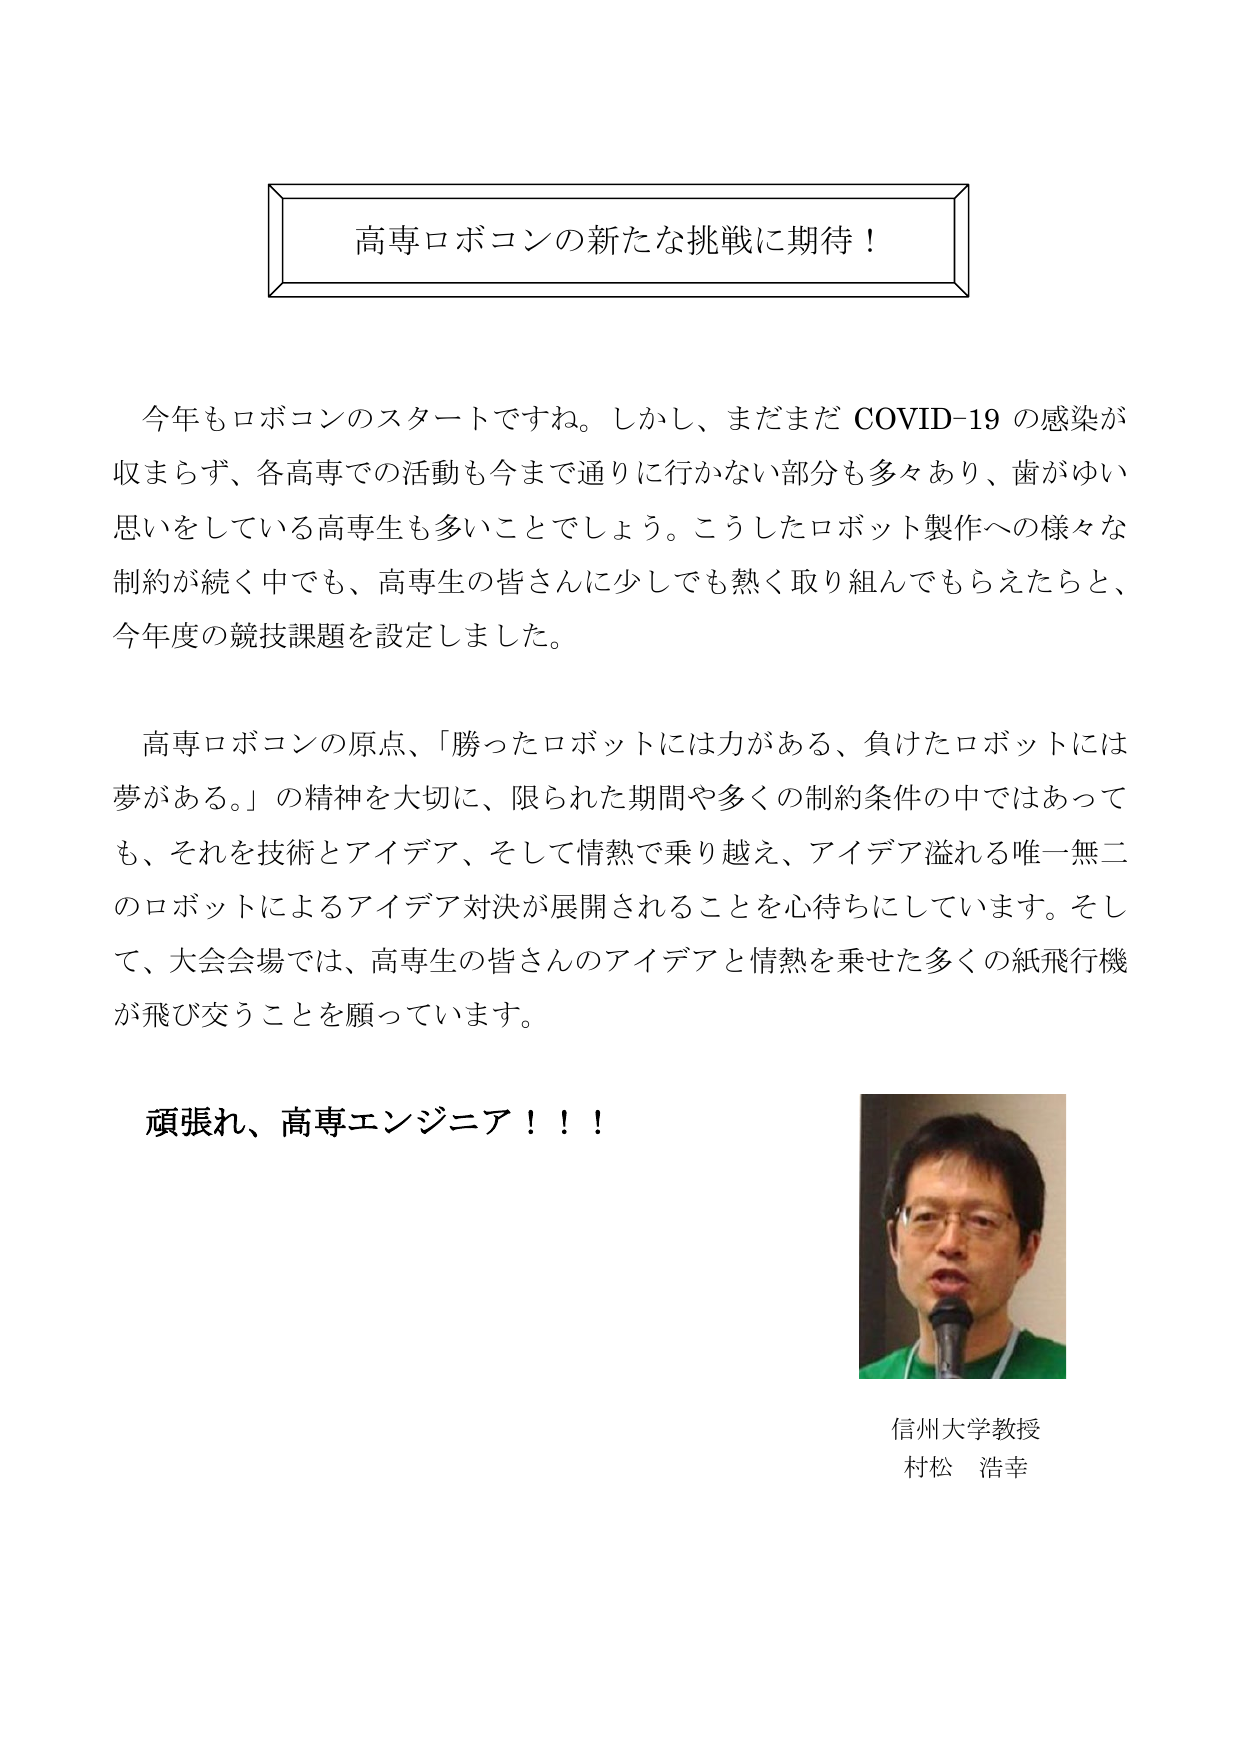 高専ロボコンの新たな挑戦に期待！
今年もロボコンのスタートですね。しかし、まだまだ COVID-19 の感染が
収まらず、各高専での活動も今まで通りに行かない部分も多々あり、歯がゆい
思いをしている高専生も多いことでしょう。こうしたロボット製作への様々な
制約が続く中でも、高専生の皆さんに少しでも熱く取り組んでもらえたらと、
今年度の競技課題を設定しました。
高専ロボコンの原点、「勝ったロボットには力がある、負けたロボットには
夢がある。」の精神を大切に、限られた期間や多くの制約条件の中ではあって
も、それを技術とアイデア、そして情熱で乗り越え、アイデア溢れる唯一無二
のロボットによるアイデア対決が展開されることを心待ちにしています。そし
て、大会会場では、高専生の皆さんのアイデアと情熱を乗せた多くの紙飛行機
が飛び交うことを願っています。
頑張れ、高専エンジニア！！！
信州大学教授
村松　浩幸